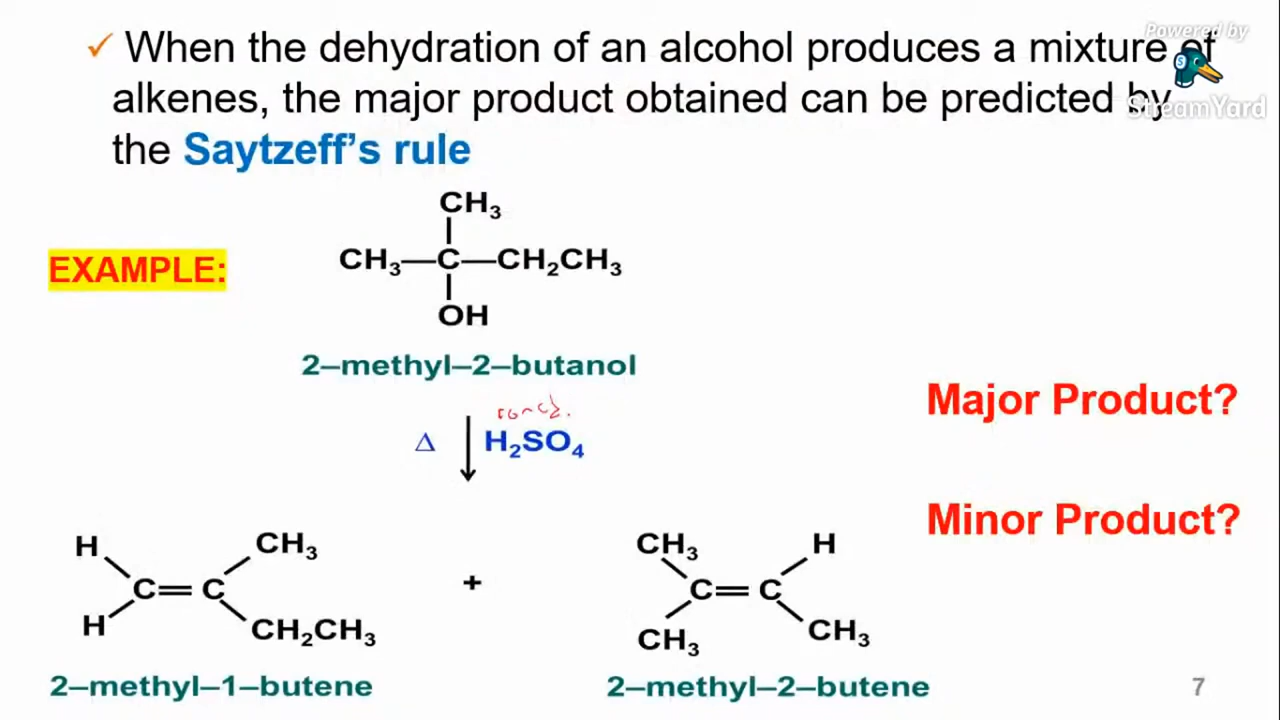 ✓ When the dehydration of an alcohol produces a mixture of
alkenes, the major product obtained can be predicted by
the Saytzeff's rule
Powered by
StreamYard
EXAMPLE:
CH₃
CH₃—C—CH₂CH₃
OH
2–methyl–2–butanol
concd.
Δ H₂SO₄
Major Product?
Minor Product?
H CH₃
C=C
H CH₂CH₃
2–methyl–1–butene
+
CH₃ H
C=C
CH₃ CH₃
2–methyl–2–butene
7